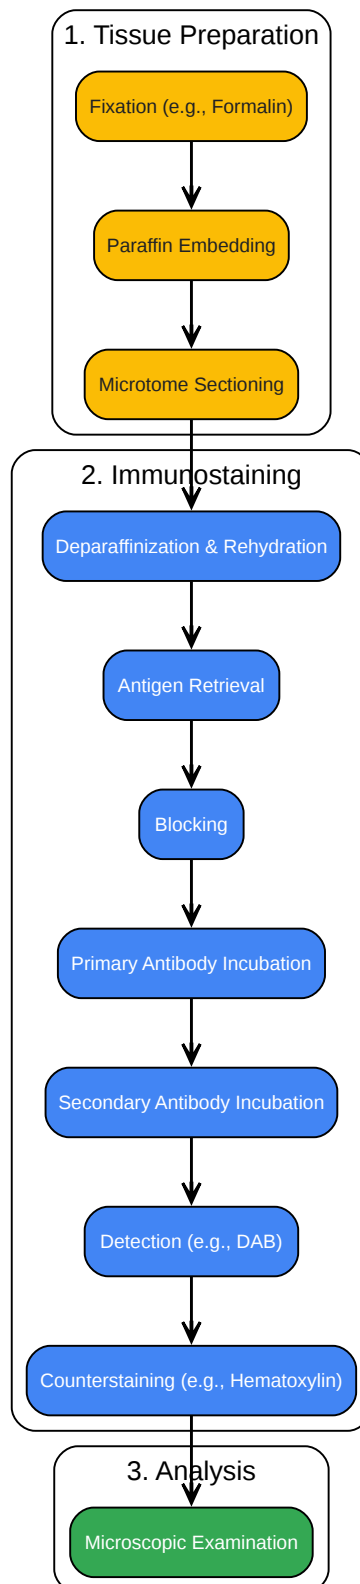 1. Tissue Preparation
Fixation (e.g., Formalin)
Paraffin Embedding
Microtome Sectioning
2. Immunostaining
Deparaffinization & Rehydration
Antigen Retrieval
Blocking
Primary Antibody Incubation
Secondary Antibody Incubation
Detection (e.g., DAB)
Counterstaining (e.g., Hematoxylin)
3. Analysis
Microscopic Examination